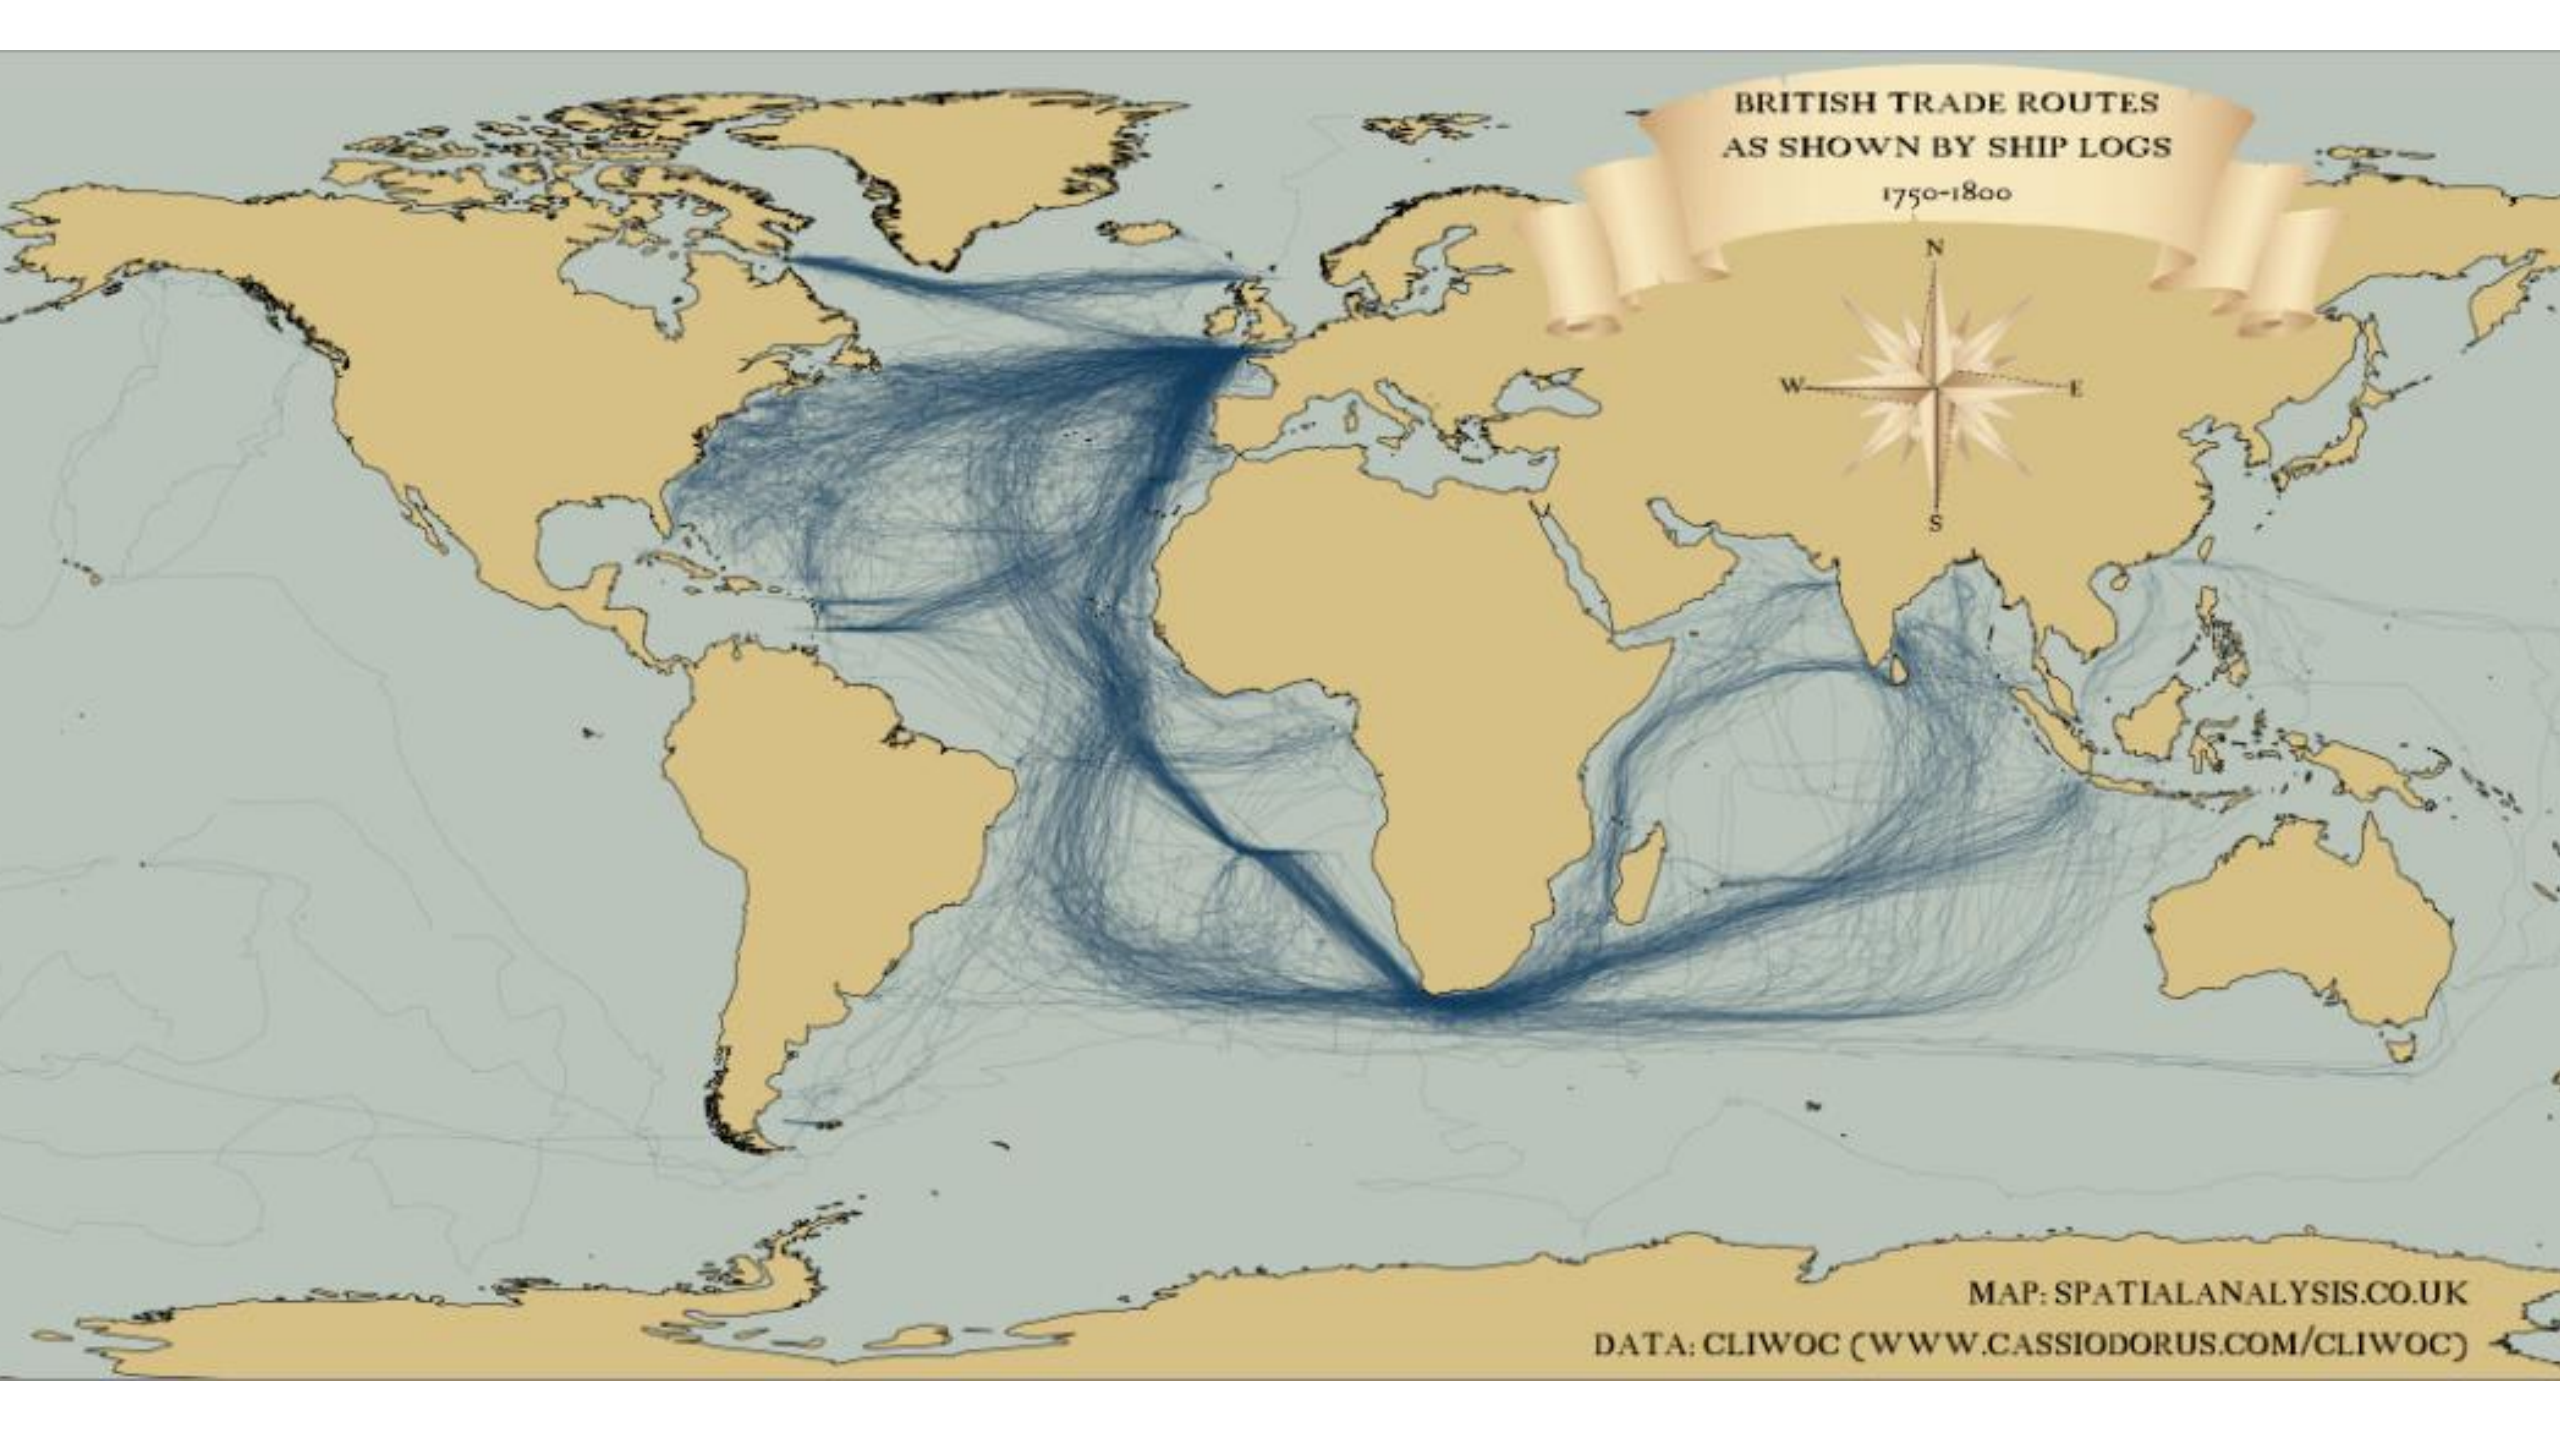 BRITISH TRADE ROUTES
AS SHOWN BY SHIP LOGS
1750-1800
N
W E
S
MAP: SPATIALANALYSIS.CO.UK
DATA: CLIWOC (WWW.CASSIODORUS.COM/CLIWOC)